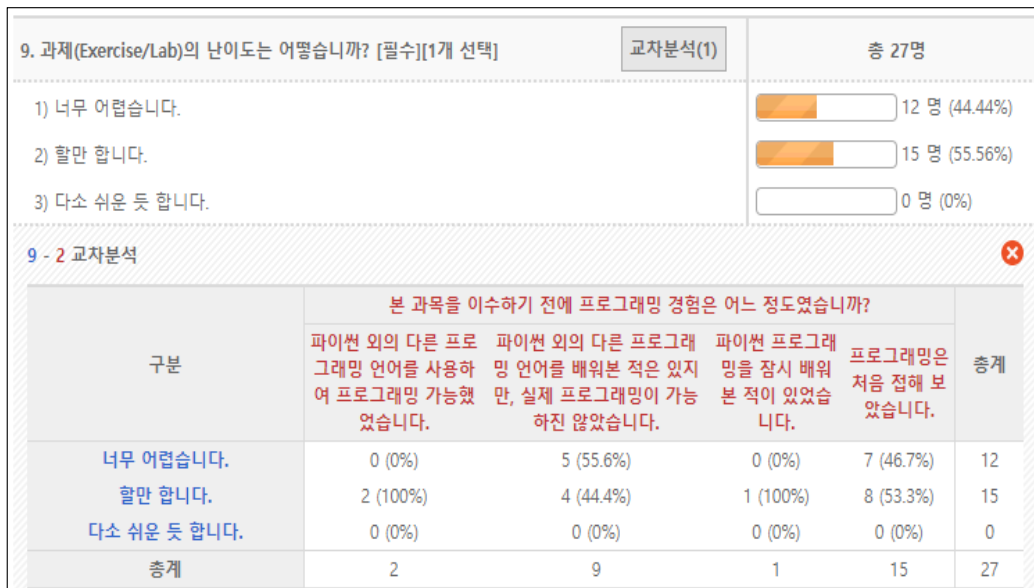 9. 과제(Exercise/Lab)의 난이도는 어떻습니까? [필수][1개 선택] 교차분석(1) 총 27명
1) 너무 어렵습니다. 12 명 (44.44%)
2) 할만 합니다. 15 명 (55.56%)
3) 다소 쉬운 듯 합니다. 0 명 (0%)
9 - 2 교차분석
구분
본 과목을 이수하기 전에 프로그래밍 경험은 어느 정도였습니까?
파이썬 외의 다른 프로
그래밍 언어를 사용하
여 프로그래밍 가능했
었습니다.
파이썬 외의 다른 프로그래
밍 언어를 배워본 적은 있지
만, 실제 프로그래밍이 가능
하진 않았습니다.
파이썬 프로그래
밍을 잠시 배워
본 적이 있었습
니다.
프로그래밍은
처음 접해 보
았습니다.
총계
너무 어렵습니다. 0 (0%) 5 (55.6%) 0 (0%) 7 (46.7%) 12
할만 합니다. 2 (100%) 4 (44.4%) 1 (100%) 8 (53.3%) 15
다소 쉬운 듯 합니다. 0 (0%) 0 (0%) 0 (0%) 0 (0%) 0
총계 2 9 1 15 27